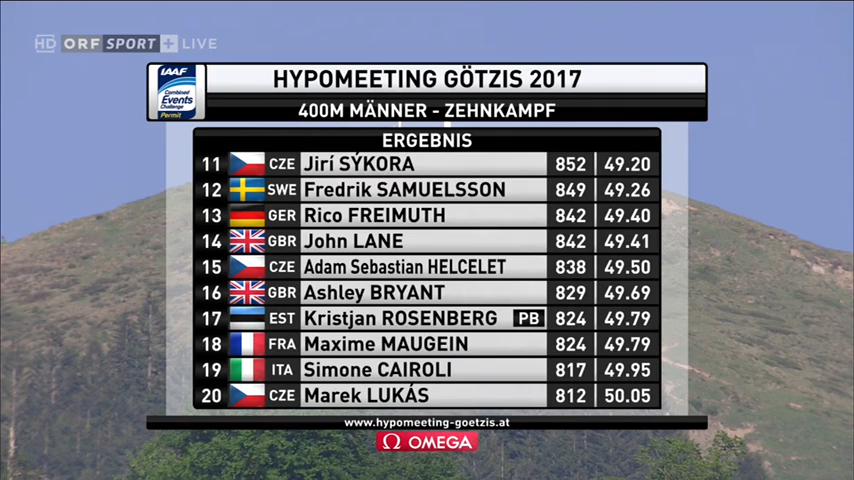 HD ORF SPORT + LIVE
IAAF
Combined
Events
Challenge
Permit
HYPOMEETING GÖTZIS 2017
400M MÄNNER - ZEHNKAMPF
ERGEBNIS
11 CZE Jirí SÝKORA 852 49.20
12 SWE Fredrik SAMUELSSON 849 49.26
13 GER Rico FREIMUTH 842 49.40
14 GBR John LANE 842 49.41
15 CZE Adam Sebastian HELCELET 838 49.50
16 GBR Ashley BRYANT 829 49.69
17 EST Kristjan ROSENBERG PB 824 49.79
18 FRA Maxime MAUGEIN 824 49.79
19 ITA Simone CAIROLI 817 49.95
20 CZE Marek LUKÁS 812 50.05
www.hypomeeting-goetzis.at
Ω OMEGA